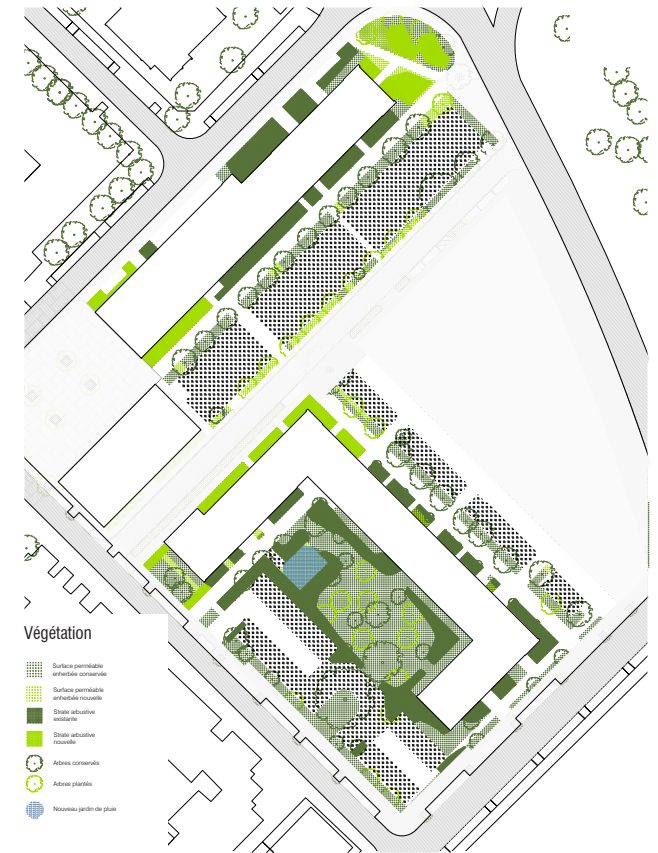 Végétation
Surface perméable
enherbée conservée
Surface perméable
enherbée nouvelle
Strate arbustive
existante
Strate arbustive
nouvelle
Arbres conservés
Arbres plantés
Nouveau jardin de pluie